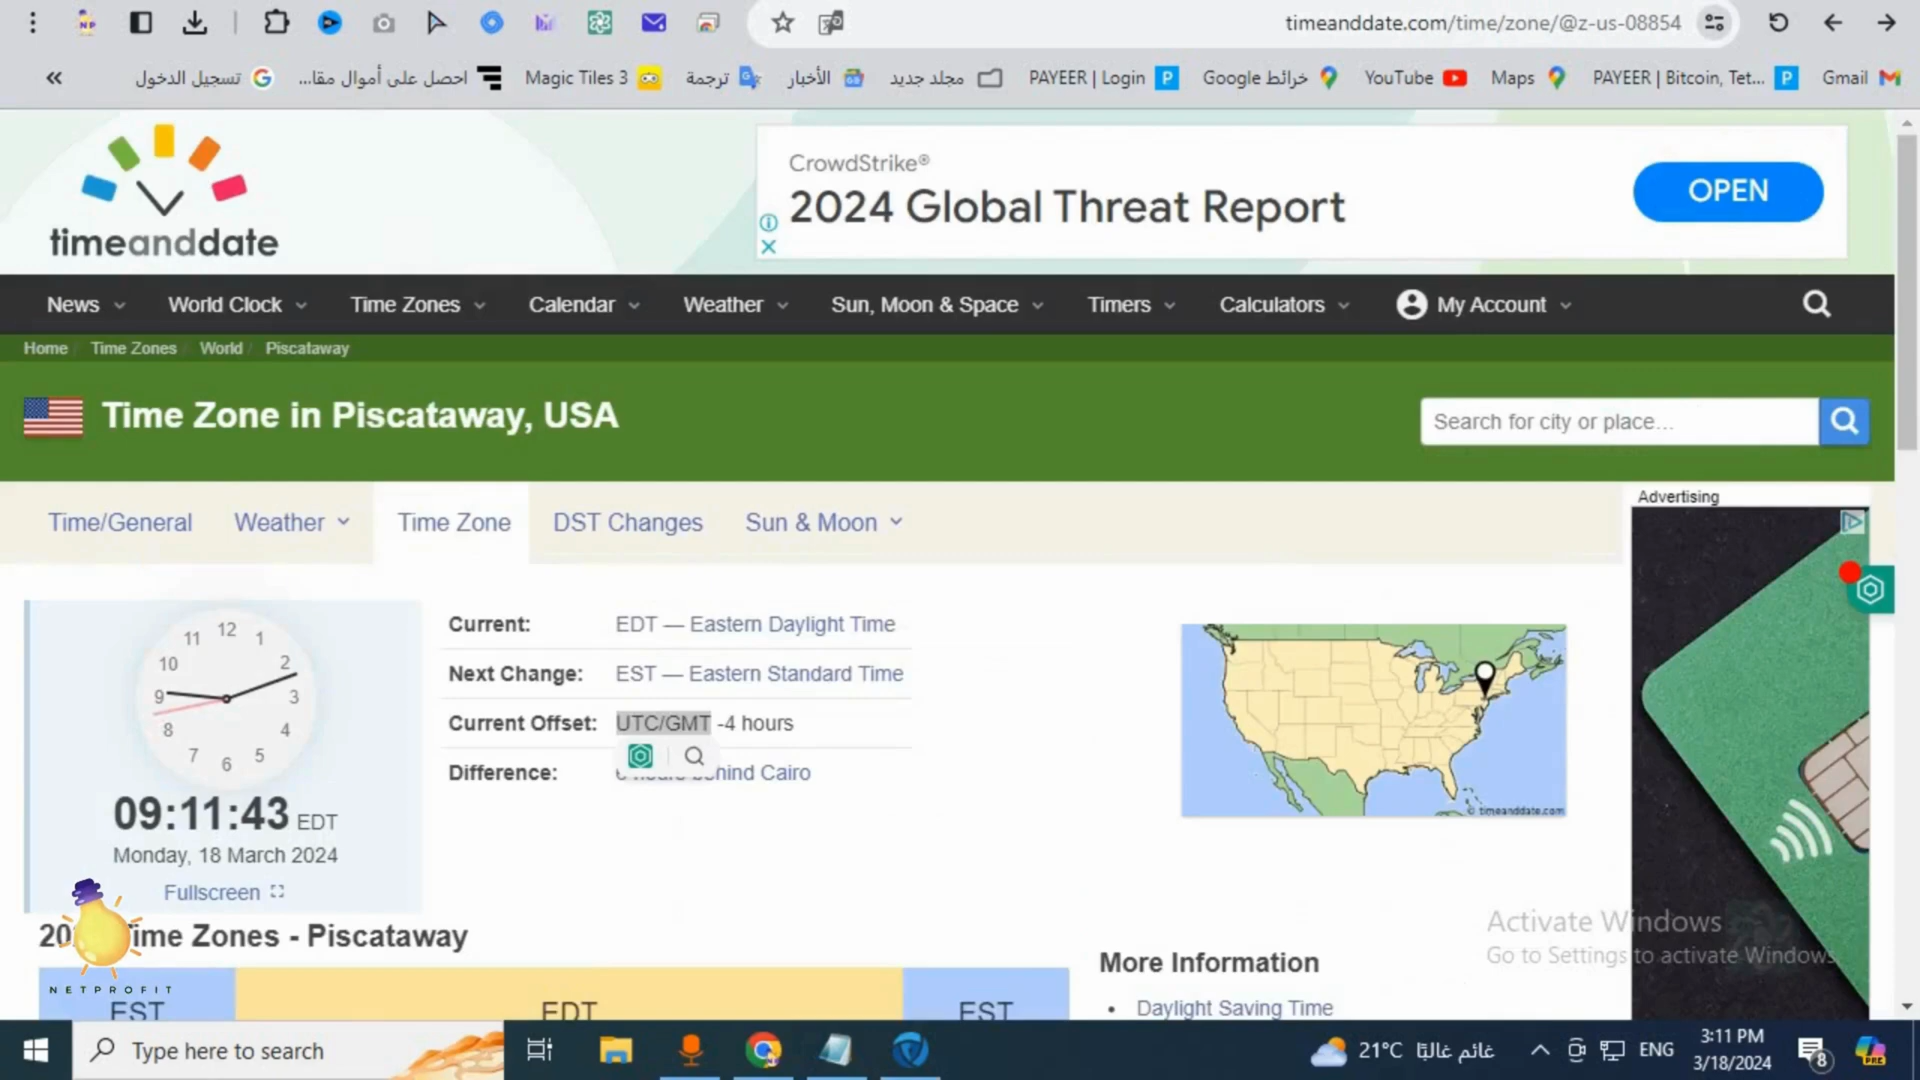 timeanddate.com/time/zone/@z-us-08854
تسجيل الدخول
احصل على أموال مقا...
Magic Tiles 3
ترجمة
الأخبار
مجلد جديد
PAYEER | Login
خرائط Google
YouTube
Maps
PAYEER | Bitcoin, Tet...
Gmail
timeanddate
CrowdStrike®
2024 Global Threat Report
OPEN
News
World Clock
Time Zones
Calendar
Weather
Sun, Moon & Space
Timers
Calculators
My Account
Home / Time Zones / World / Piscataway
Time Zone in Piscataway, USA
Search for city or place...
Time/General
Weather
Time Zone
DST Changes
Sun & Moon
Advertising
12 1 2 3 4 5 6 7 8 9 10 11
09:11:43 EDT
Monday, 18 March 2024
Fullscreen
Current: EDT — Eastern Daylight Time
Next Change: EST — Eastern Standard Time
Current Offset: UTC/GMT -4 hours
Difference: behind Cairo
© timeanddate.com
Time Zones - Piscataway
EST
EDT
EST
More Information
• Daylight Saving Time
NETPROFIT
Activate Windows
Go to Settings to activate Windows.
Type here to search
21°C غائم غالبًا
ENG
3:11 PM
3/18/2024
8
PRE